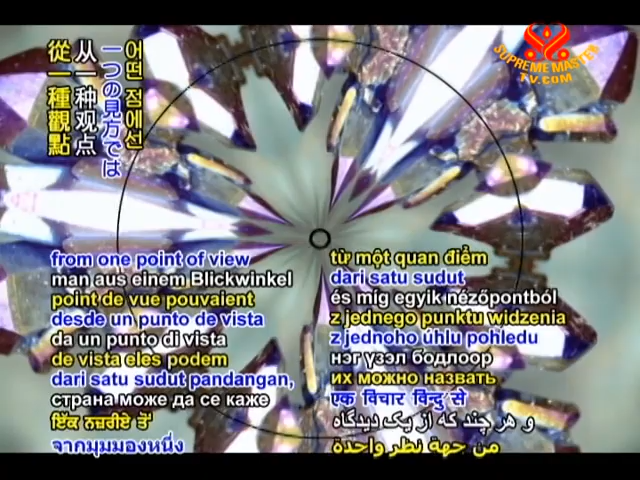 SUPREME MASTER
TV.COM
從一種觀點
从一种观点
一つの見方では
어떤 점에선
from one point of view
man aus einem Blickwinkel
point de vue pouvaient
desde un punto de vista
da un punto di vista
de vista eles podem
dari satu sudut pandangan,
страна може да се каже
ਇੱਕ ਨਜ਼ਰੀਏ ਤੋਂ
จากมุมมองหนึ่ง
từ một quan điểm
dari satu sudut
és míg egyik nézőpontból
z jednego punktu widzenia
z jednoho úhlu pohledu
нэг үзэл бодлоор
их можно назвать
एक विचार विन्दु से
و هر چند که از یک دیدگاه
من جهة نظر واحدة